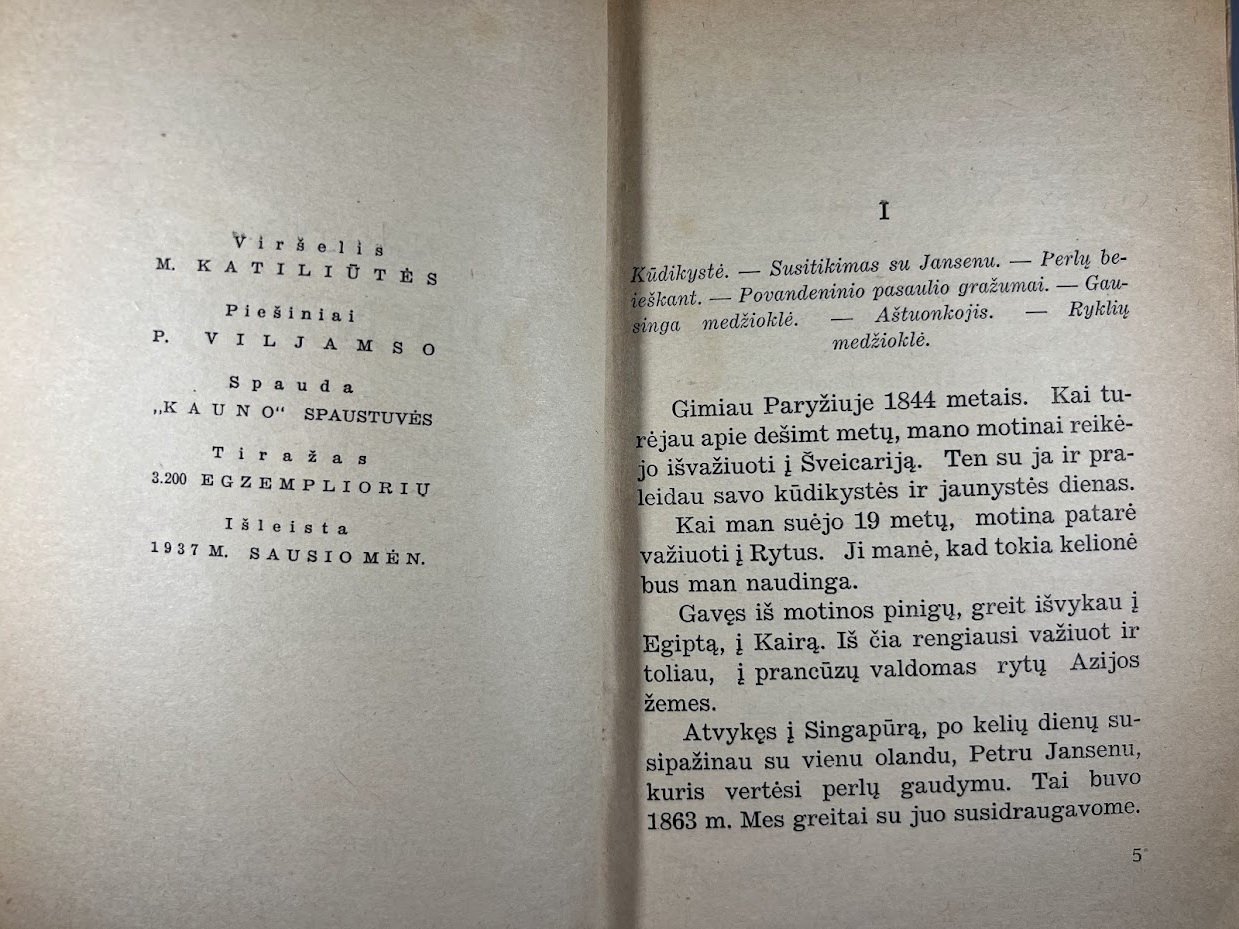 Viršelis
M. KATILIŪTĖS
Piešiniai
P. VILJAMSO
Spauda
„KAUNO“ SPAUSTUVĖS
Tiražas
3.200 EGZEMPLIORIŲ
Išleista
1937 M. SAUSIO MĖN.
I
Kūdikystė. — Susitikimas su Jansenu. — Perlų be-
ieškant. — Povandeninio pasaulio gražumai. — Gau-
singa medžioklė. — Aštuonkojis. — Ryklių
medžioklė.
Gimiau Paryžiuje 1844 metais. Kai tu-
rėjau apie dešimt metų, mano motinai reikė-
jo išvažiuoti į Šveicariją. Ten su ja ir pra-
leidau savo kūdikystės ir jaunystės dienas.
Kai man suėjo 19 metų, motina patarė
važiuoti į Rytus. Ji manė, kad tokia kelionė
bus man naudinga.
Gavęs iš motinos pinigų, greit išvykau į
Egiptą, į Kairą. Iš čia rengiausi važiuot ir
toliau, į prancūzų valdomas rytų Azijos
žemes.
Atvykęs į Singapūrą, po kelių dienų su-
sipažinau su vienu olandu, Petru Jansenu,
kuris vertėsi perlų gaudymu. Tai buvo
1863 m. Mes greitai su juo susidraugavome.
5